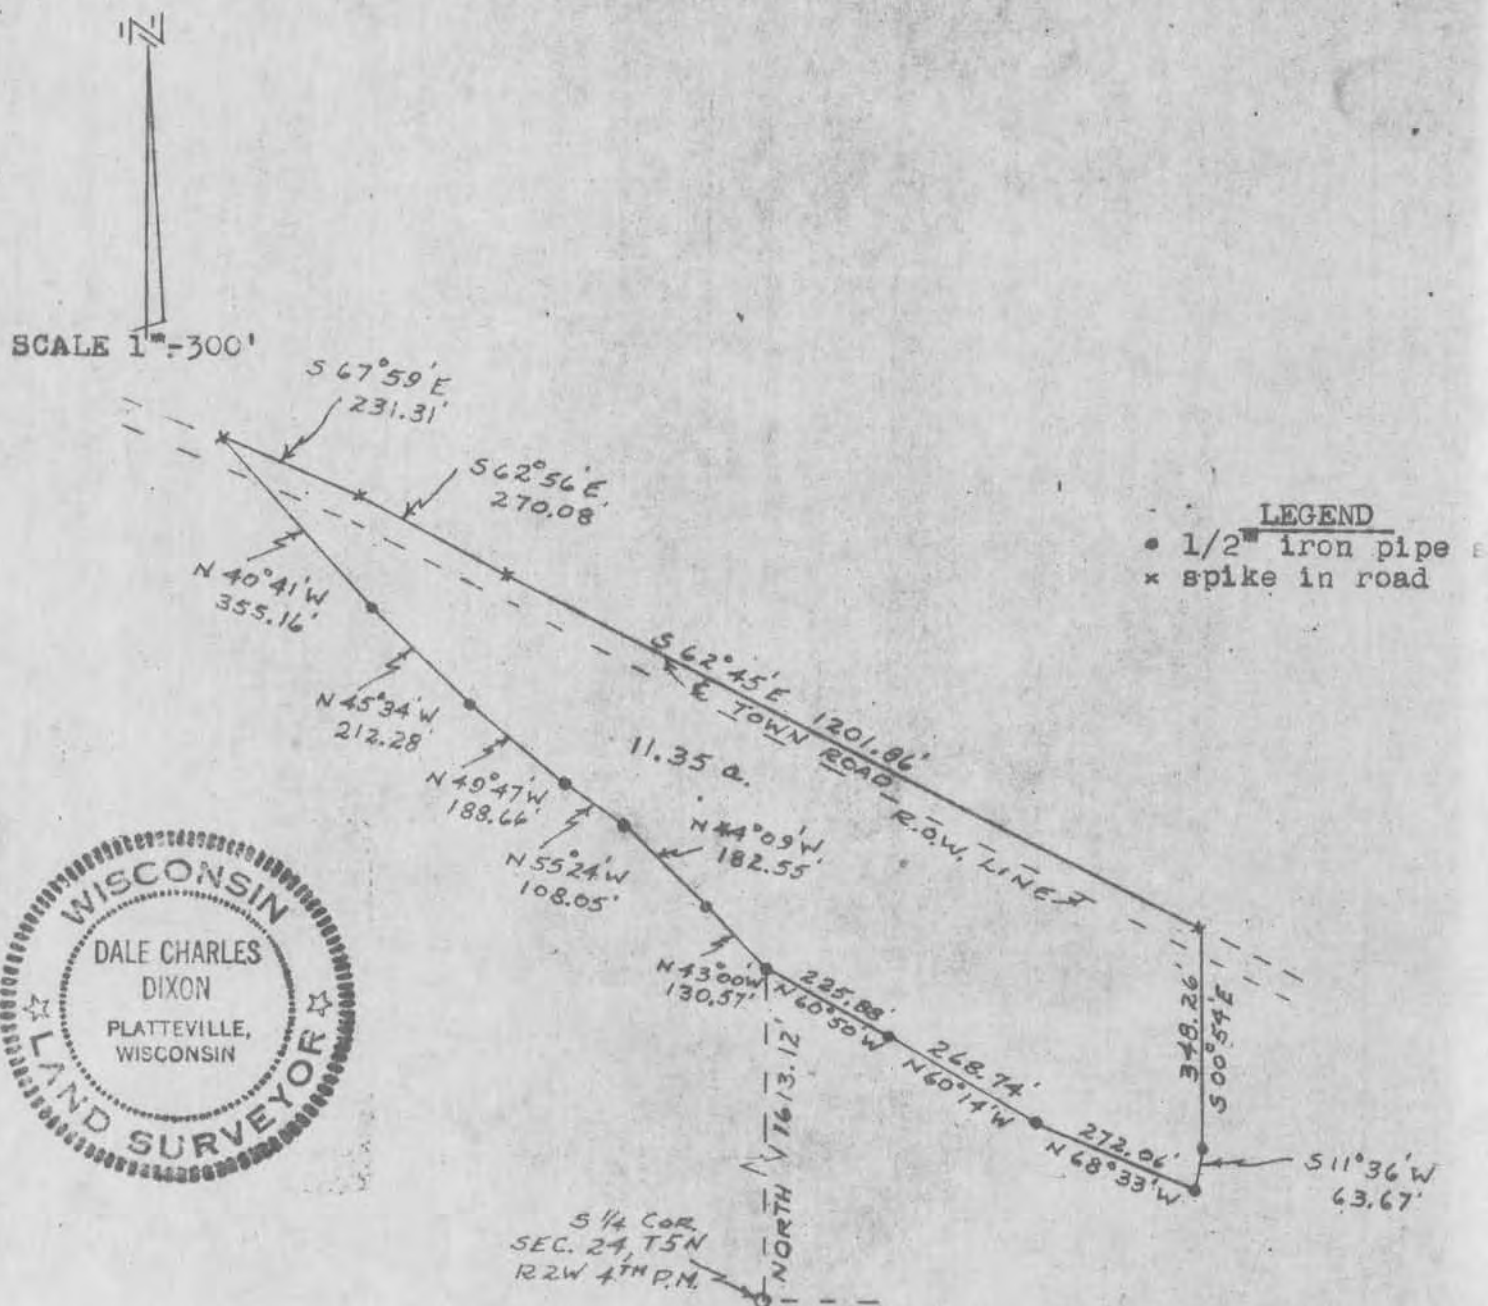 N
SCALE 1"-300'
S 67°59'E
231.31'
S 62°56'E
270.08'
LEGEND
• 1/2" iron pipe
× spike in road
N 40°41'W
355.16'
N 45°34'W
212.28'
N 49°47'W
188.66'
N 55°24'W
108.05'
S 62°45'E 1201.86'
℄ TOWN ROAD
R.O.W. LINE
11.35 a.
N 44°09'W
182.55'
N 43°00'W
130.57'
225.88'
N 60°50'W
268.74'
N 60°14'W
272.06'
N 68°33'W
348.26'
S 00°54'E
S 11°36'W
63.67'
NORTH 1613.12'
S 1/4 COR.
SEC. 24, T5N
R2W 4TH P.M.
WISCONSIN
DALE CHARLES
DIXON
PLATTEVILLE,
WISCONSIN
LAND SURVEYOR